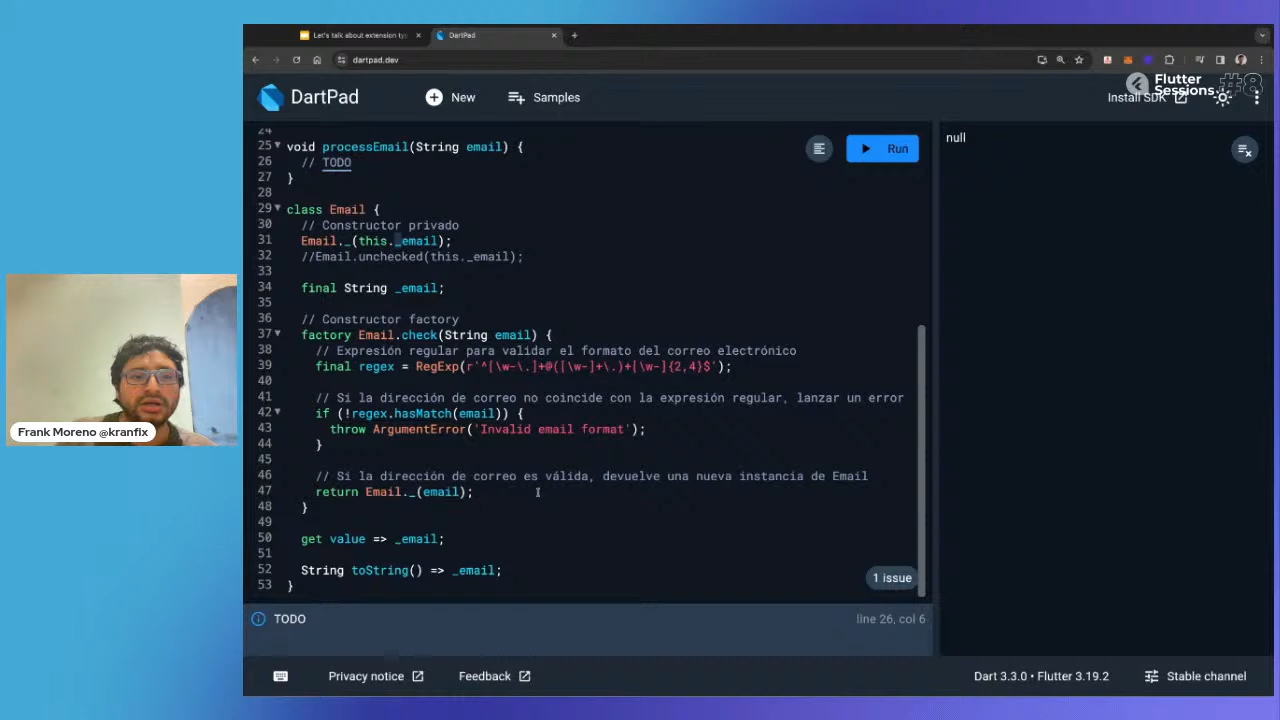 Let's talk about extension typ
DartPad
dartpad.dev
DartPad
New
Samples
Install SDK
Flutter
Sessions
#8
24
25 void processEmail(String email) {
26 // TODO
27 }
28
29 class Email {
30 // Constructor privado
31 Email._(this._email);
32 //Email.unchecked(this._email);
33
34 final String _email;
35
36 // Constructor factory
37 factory Email.check(String email) {
38 // Expresión regular para validar el formato del correo electrónico
39 final regex = RegExp(r'^[\w-\.]+@([\w-]+\.)+[\w-]{2,4}$');
40
41 // Si la dirección de correo no coincide con la expresión regular, lanzar un error
42 if (!regex.hasMatch(email)) {
43 throw ArgumentError('Invalid email format');
44 }
45
46 // Si la dirección de correo es válida, devuelve una nueva instancia de Email
47 return Email._(email);
48 }
49
50 get value => _email;
51
52 String toString() => _email;
53 }
Run
null
1 issue
TODO
line 26, col 6
Privacy notice
Feedback
Dart 3.3.0 • Flutter 3.19.2
Stable channel
Frank Moreno @kranfix